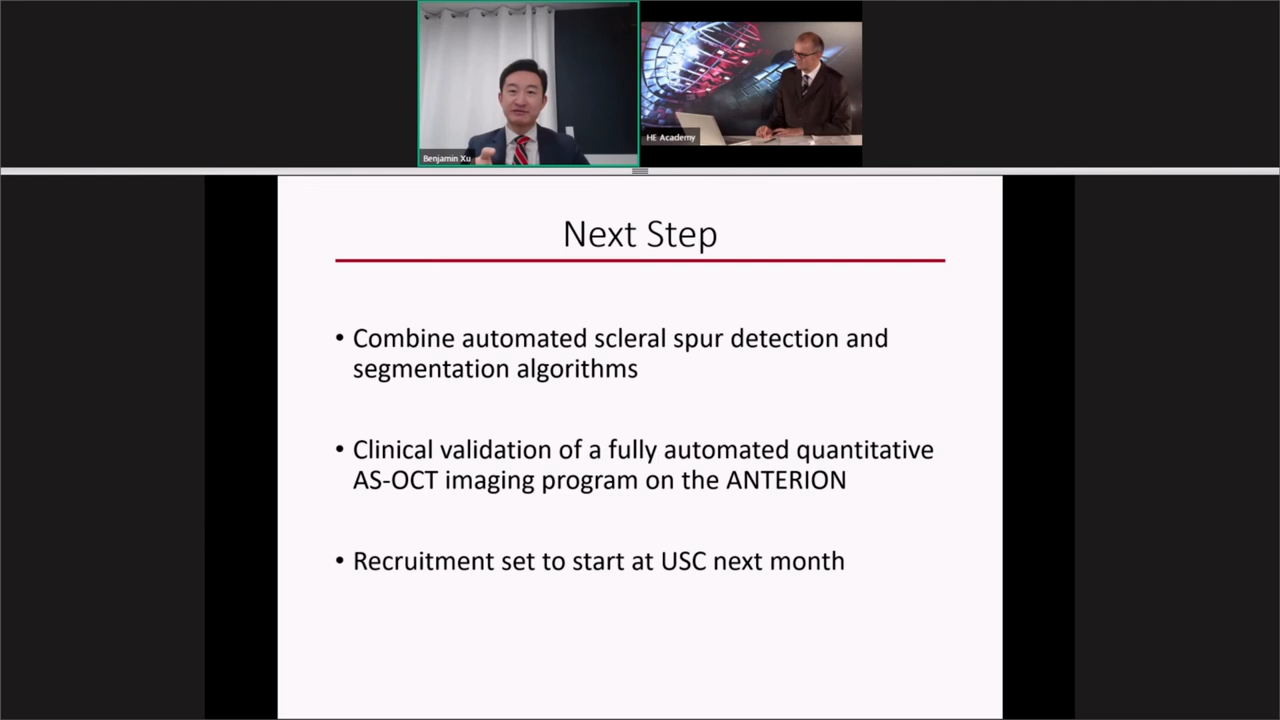 Benjamin Xu
HE Academy
Next Step
• Combine automated scleral spur detection and
segmentation algorithms
• Clinical validation of a fully automated quantitative
AS-OCT imaging program on the ANTERION
• Recruitment set to start at USC next month